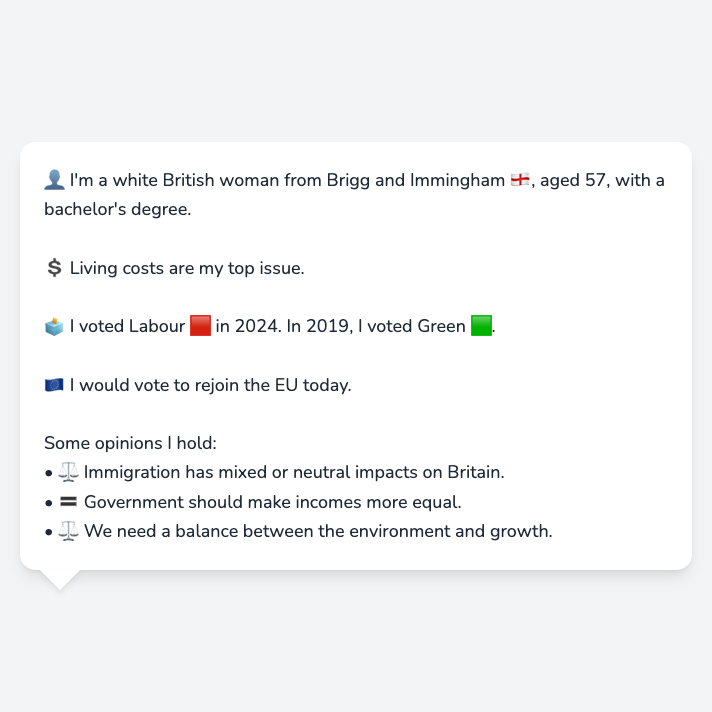 👤 I'm a white British woman from Brigg and Immingham 🏴󠁧󠁢󠁥󠁮󠁧󠁿, aged 57, with a
bachelor's degree.
💲 Living costs are my top issue.
🗳️ I voted Labour 🟥 in 2024. In 2019, I voted Green 🟩.
🇪🇺 I would vote to rejoin the EU today.
Some opinions I hold:
• ⚖️ Immigration has mixed or neutral impacts on Britain.
• 🟰 Government should make incomes more equal.
• ⚖️ We need a balance between the environment and growth.